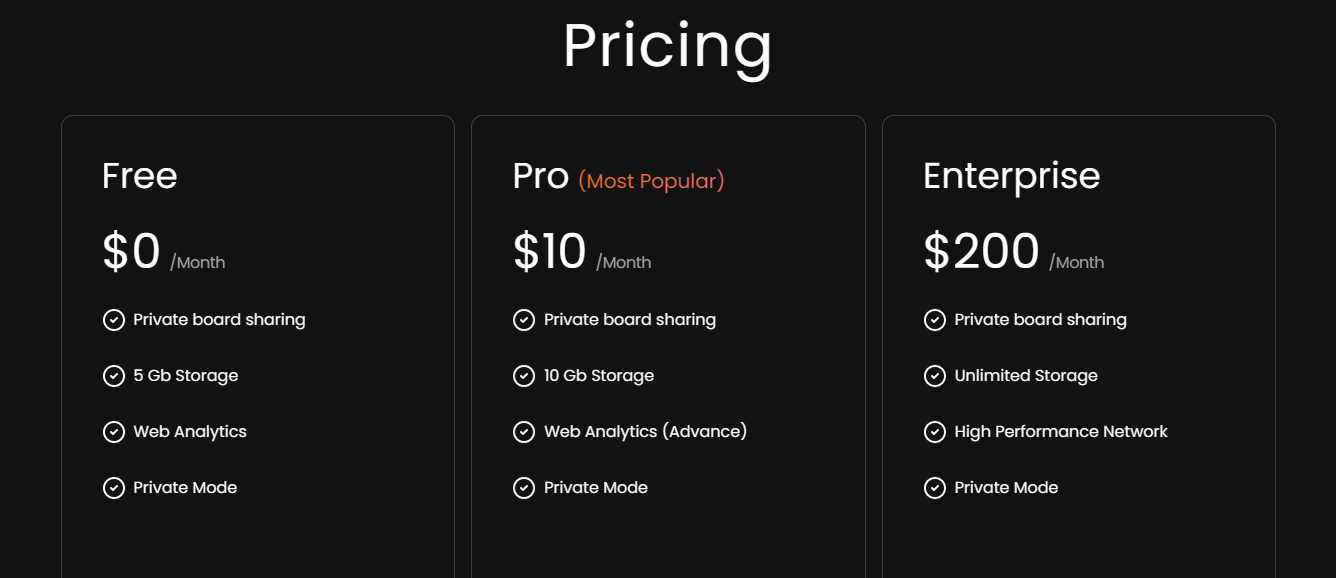 Pricing
Free
$0 /Month
Private board sharing
5 Gb Storage
Web Analytics
Private Mode
Pro (Most Popular)
$10 /Month
Private board sharing
10 Gb Storage
Web Analytics (Advance)
Private Mode
Enterprise
$200 /Month
Private board sharing
Unlimited Storage
High Performance Network
Private Mode